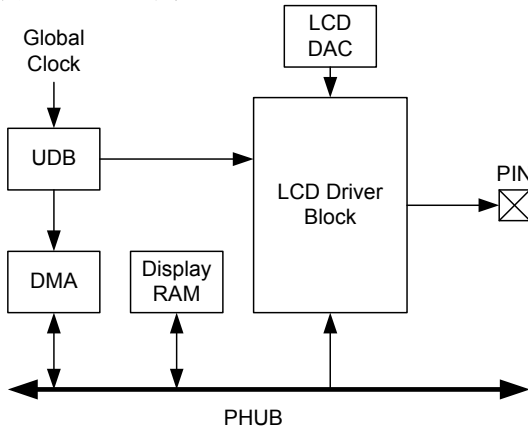 Global
Clock
UDB
DMA
Display
RAM
LCD
DAC
LCD Driver
Block
PIN
PHUB